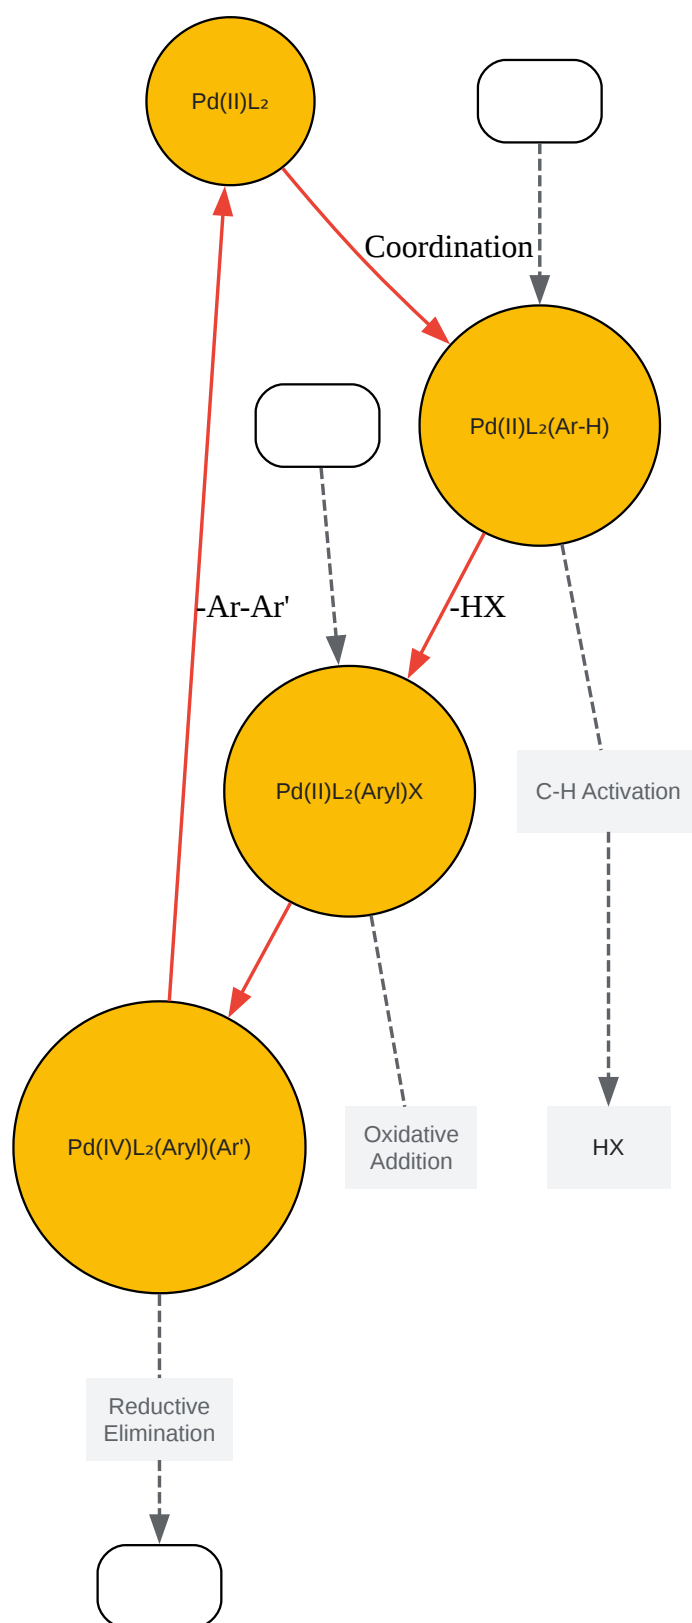 Pd(II)L₂
Coordination
Pd(II)L₂(Ar-H)
-Ar-Ar'
-HX
Pd(II)L₂(Aryl)X
C-H Activation
Pd(IV)L₂(Aryl)(Ar')
Oxidative
Addition
HX
Reductive
Elimination